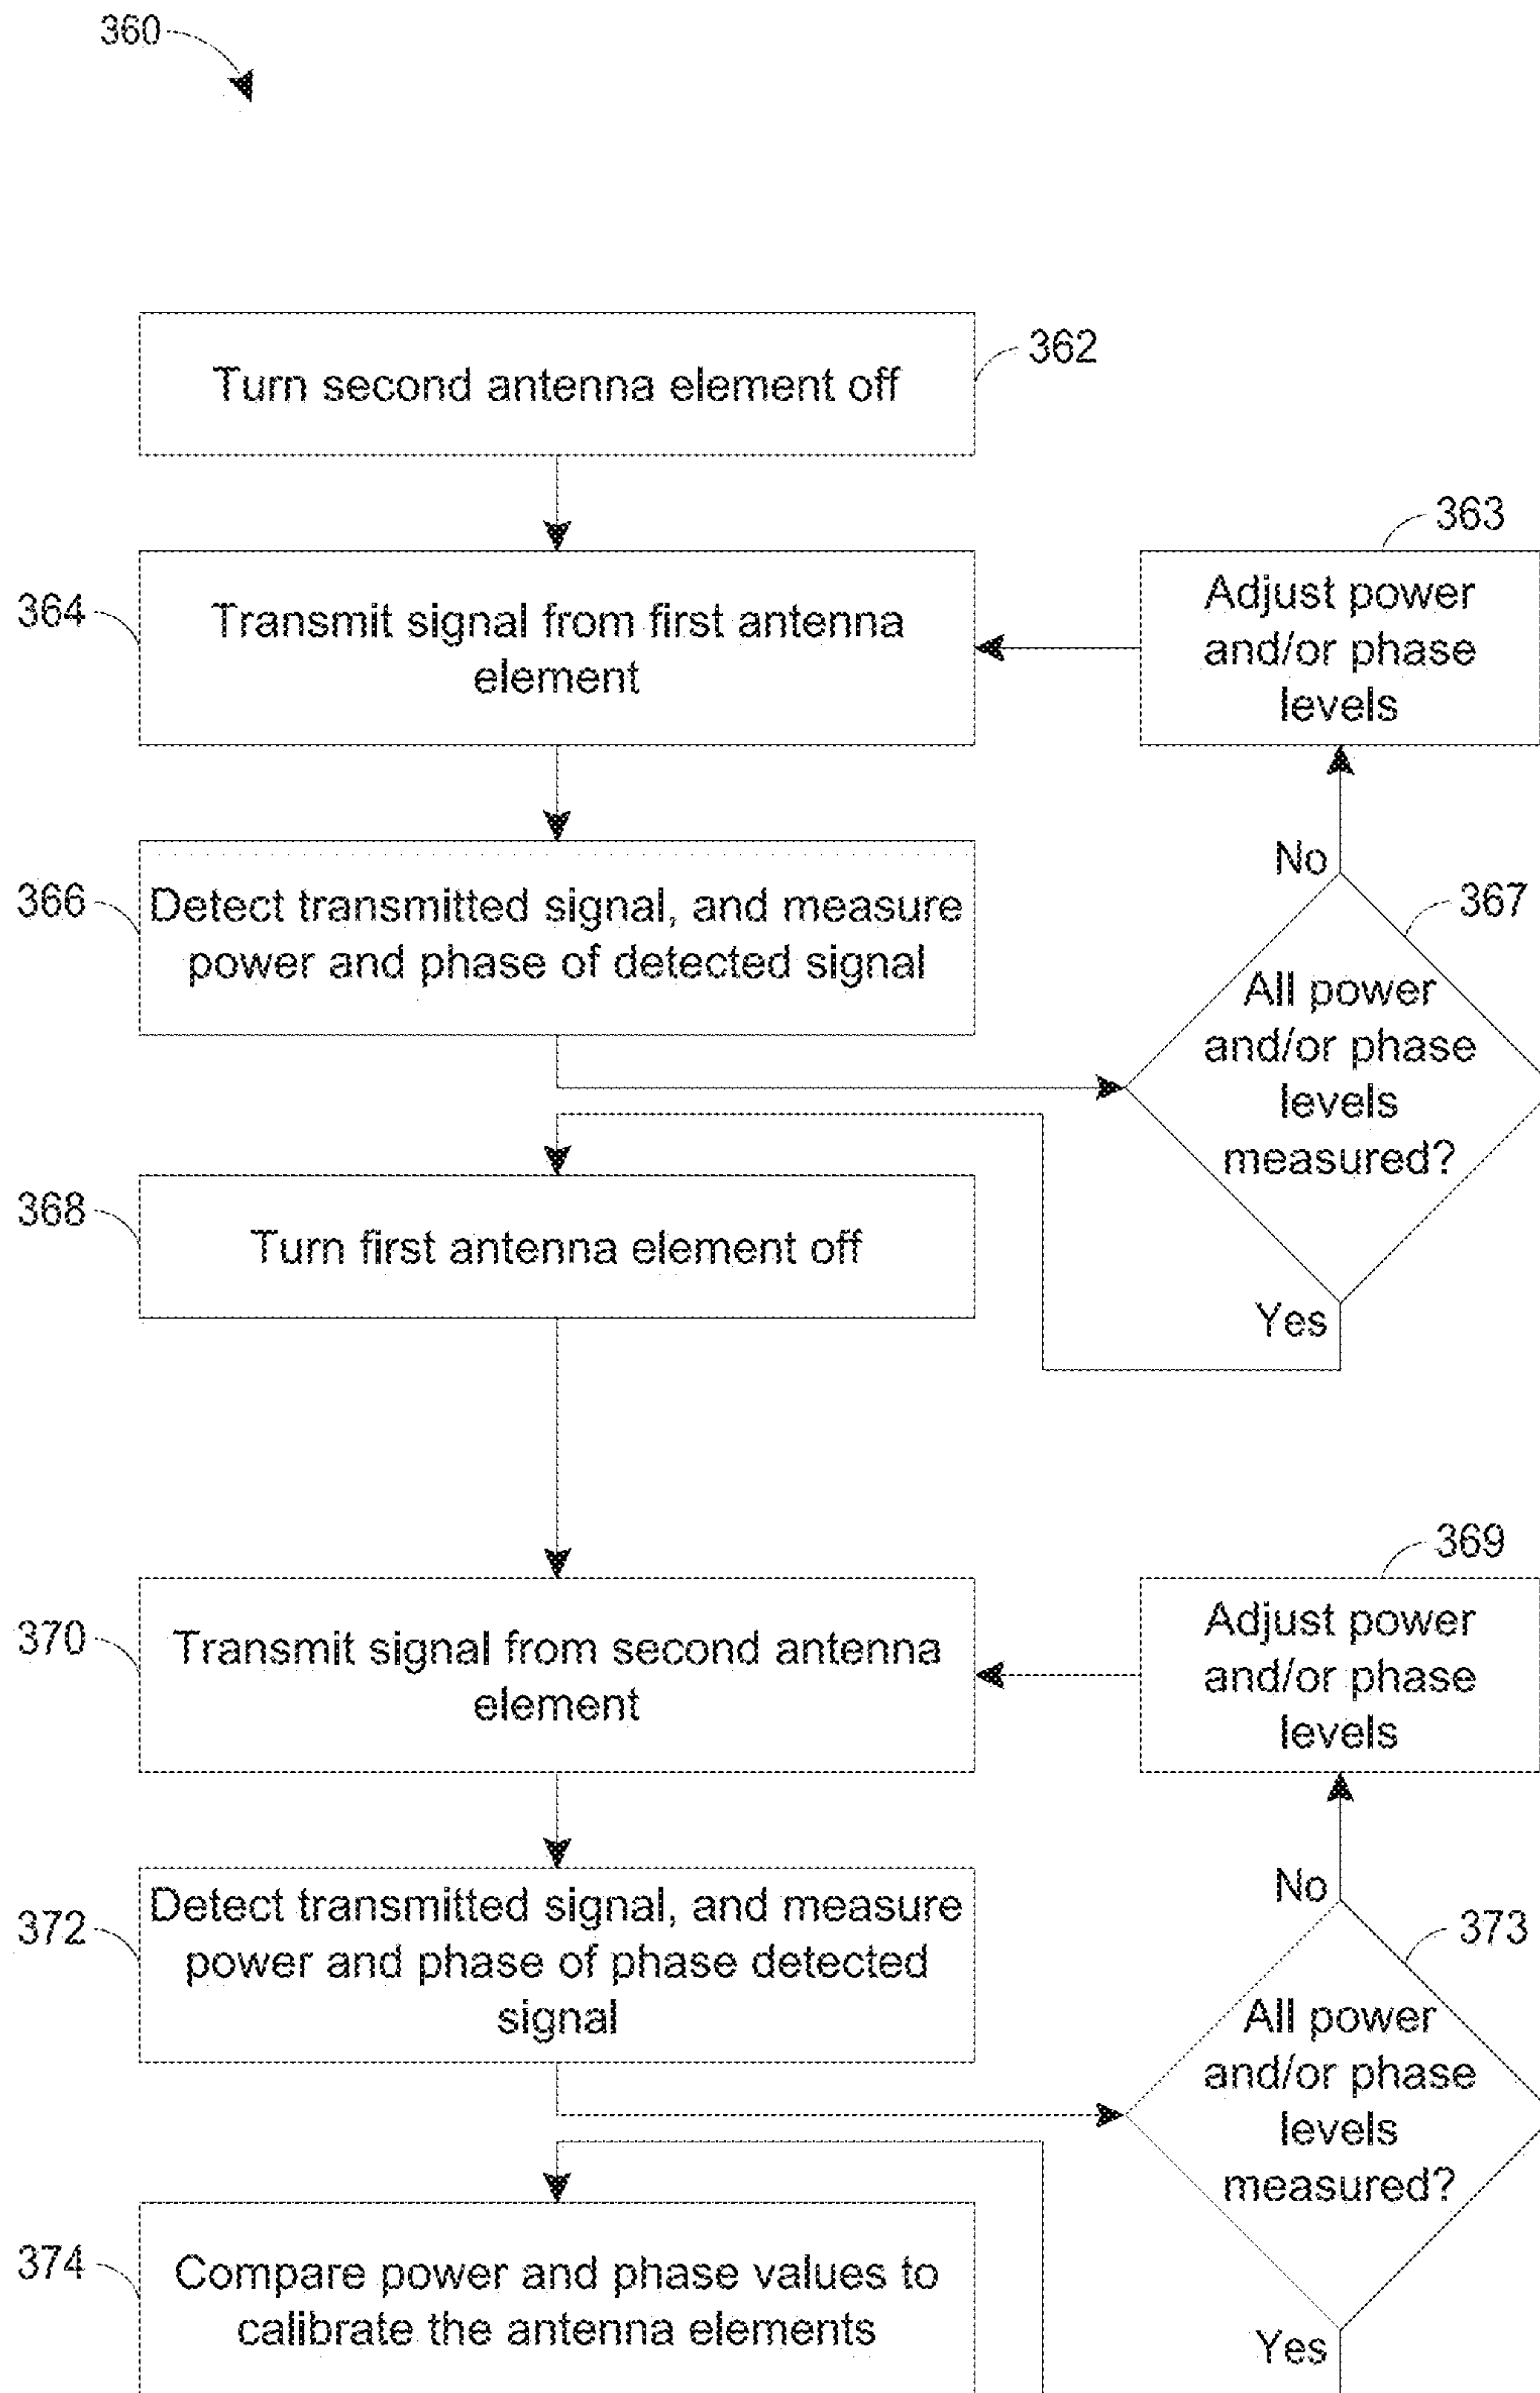 360
Turn second antenna element off
362
363
364
Transmit signal from first antenna
element
Adjust power
and/or phase
levels
366
Detect transmitted signal, and measure
power and phase of detected signal
No
367
All power
and/or phase
levels
measured?
368
Turn first antenna element off
Yes
369
370
Transmit signal from second antenna
element
Adjust power
and/or phase
levels
372
Detect transmitted signal, and measure
power and phase of phase detected
signal
No
373
All power
and/or phase
levels
measured?
374
Compare power and phase values to
calibrate the antenna elements
Yes